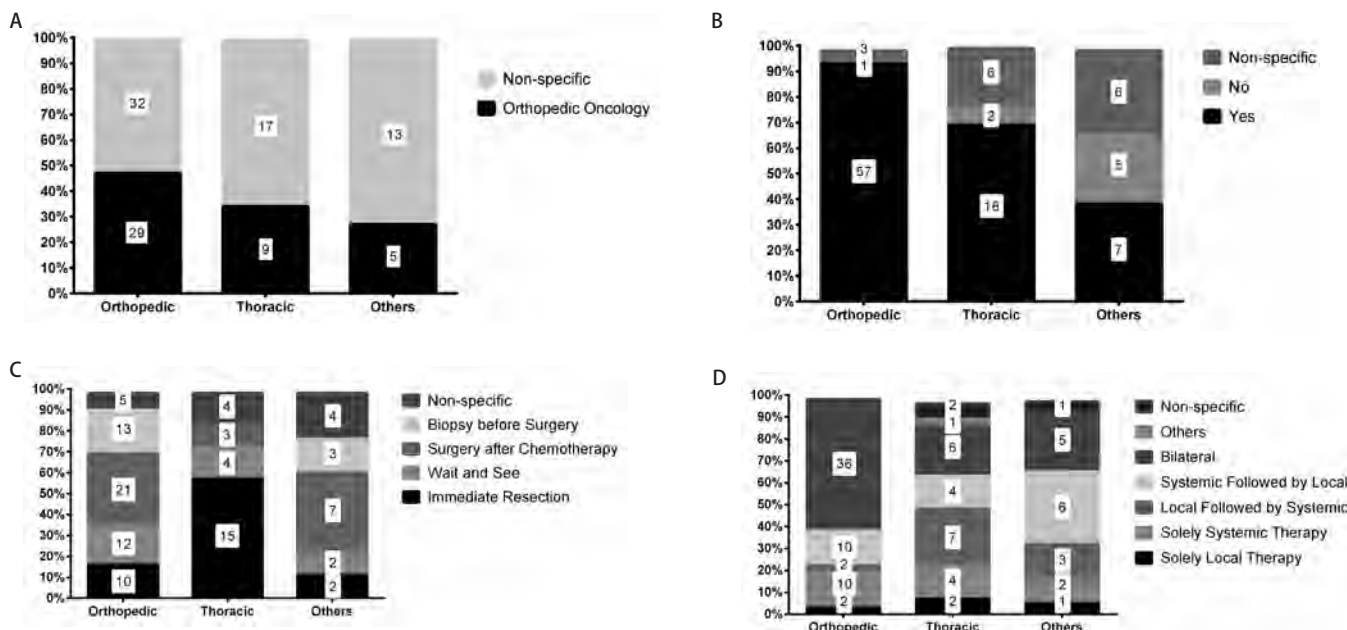 A
100%
90%
80%
70%
60%
50%
40%
30%
20%
10%
0%
32
29
17
9
13
5
Orthopedic
Thoracic
Others
Non-specific
Orthopedic Oncology
B
100%
90%
80%
70%
60%
50%
40%
30%
20%
10%
0%
3
1
57
6
2
18
6
5
7
Orthopedic
Thoracic
Others
Non-specific
No
Yes
C
100%
90%
80%
70%
60%
50%
40%
30%
20%
10%
0%
5
13
21
12
10
4
3
4
15
4
3
7
2
2
Orthopedic
Thoracic
Others
Non-specific
Biopsy before Surgery
Surgery after Chemotherapy
Wait and See
Immediate Resection
D
100%
90%
80%
70%
60%
50%
40%
30%
20%
10%
0%
36
10
2
10
2
2
1
6
4
7
4
2
1
5
6
3
2
1
Orthopedic
Thoracic
Others
Non-specific
Others
Bilateral
Systemic Followed by Local
Local Followed by Systemic
Solely Systemic Therapy
Solely Local Therapy